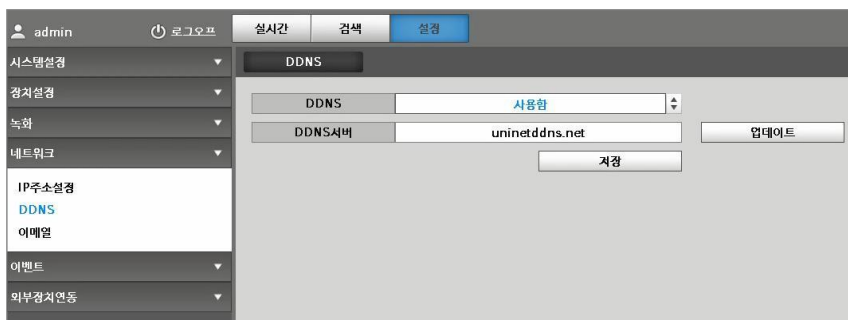 admin 로그오프 실시간 검색 설정
시스템설정
DDNS
장치설정
DDNS 사용함
녹화
DDNS서버 uninetddns.net 업데이트
네트워크
저장
IP주소설정
DDNS
이메일
이벤트
외부장치연동